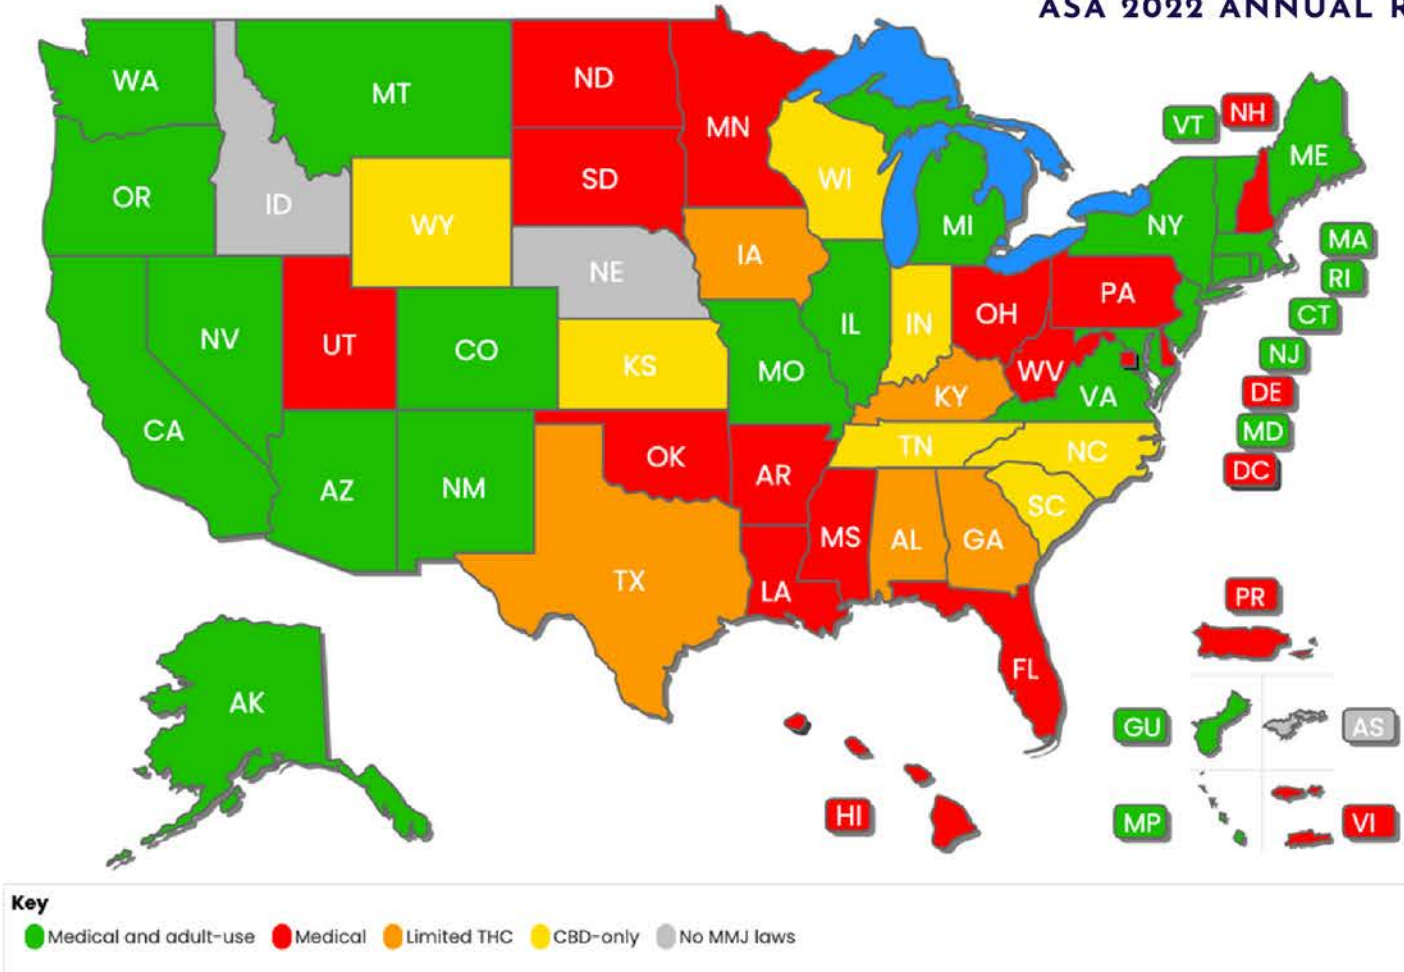 ASA 2022 ANNUAL R
WA
MT
ND
MN
VT
NH
ME
OR
ID
WY
SD
WI
MI
NY
MA
RI
CT
NJ
DE
MD
DC
NV
UT
CO
NE
IA
IL
IN
OH
PA
KS
MO
KY
WV
VA
CA
AZ
NM
OK
AR
TN
NC
SC
TX
LA
MS
AL
GA
FL
AK
HI
PR
GU
AS
MP
VI
Key
Medical and adult-use Medical Limited THC CBD-only No MMJ laws